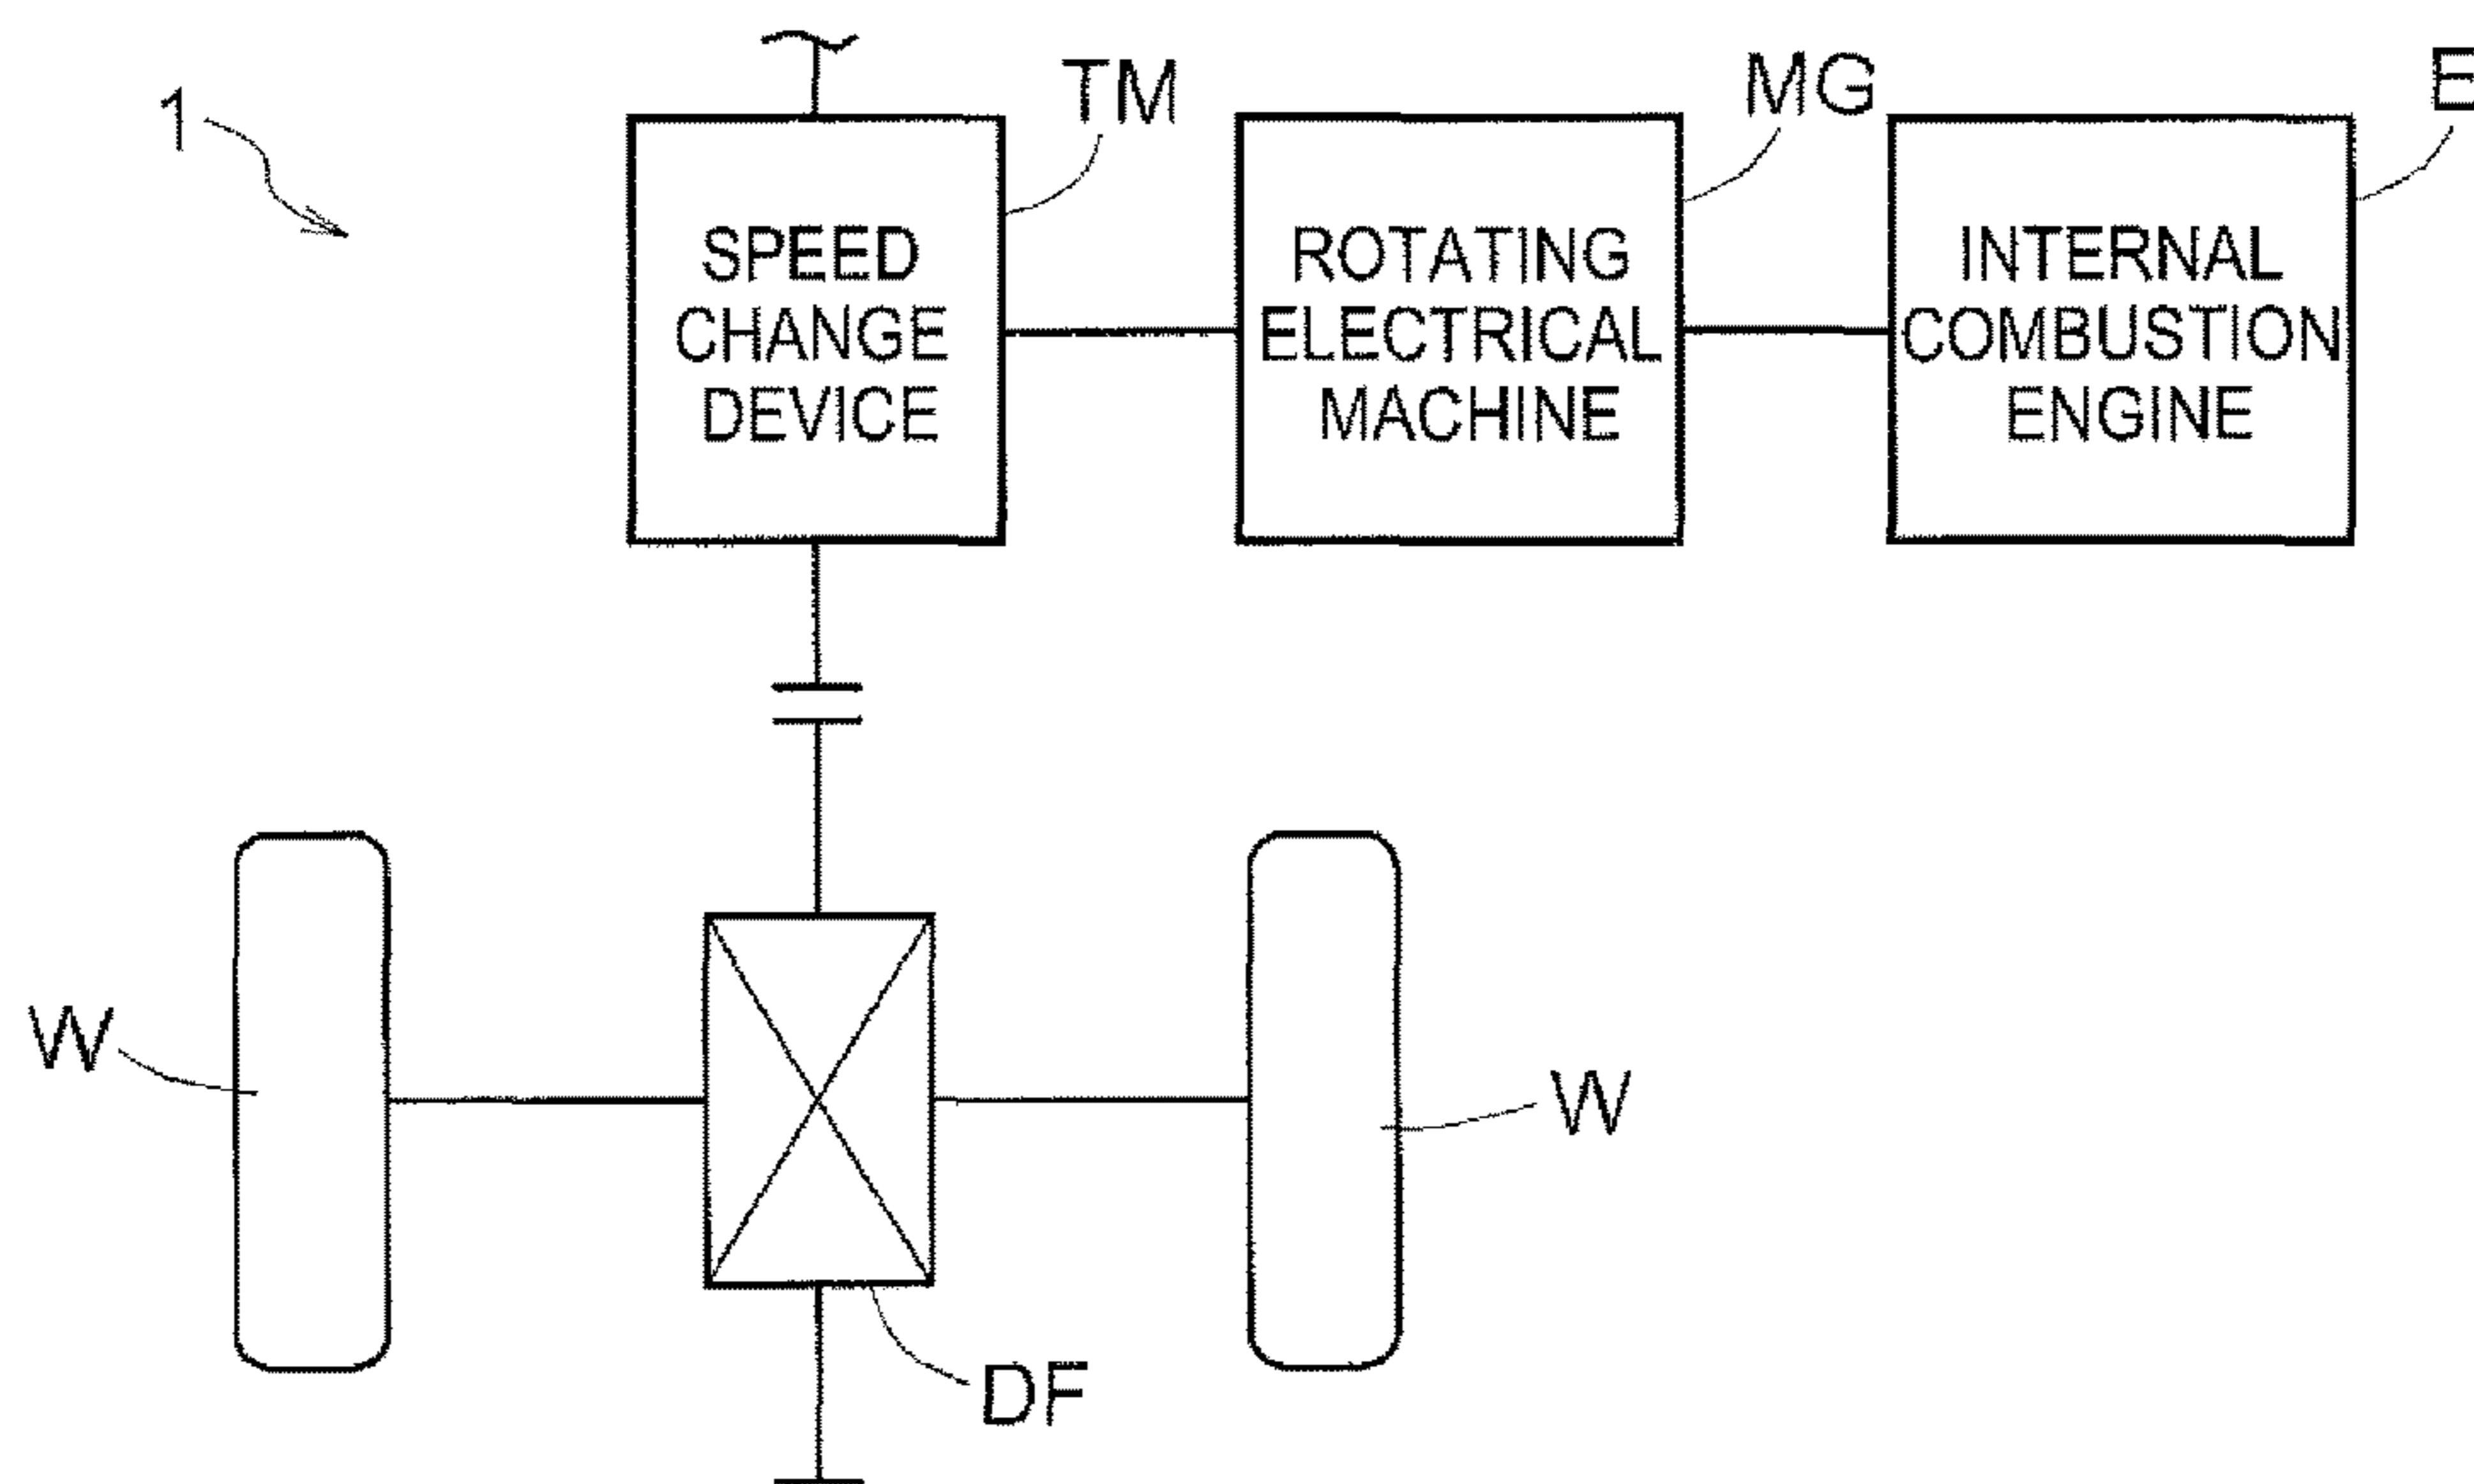 1
TM
MG
E
SPEED
CHANGE
DEVICE
ROTATING
ELECTRICAL
MACHINE
INTERNAL
COMBUSTION
ENGINE
W
W
DF